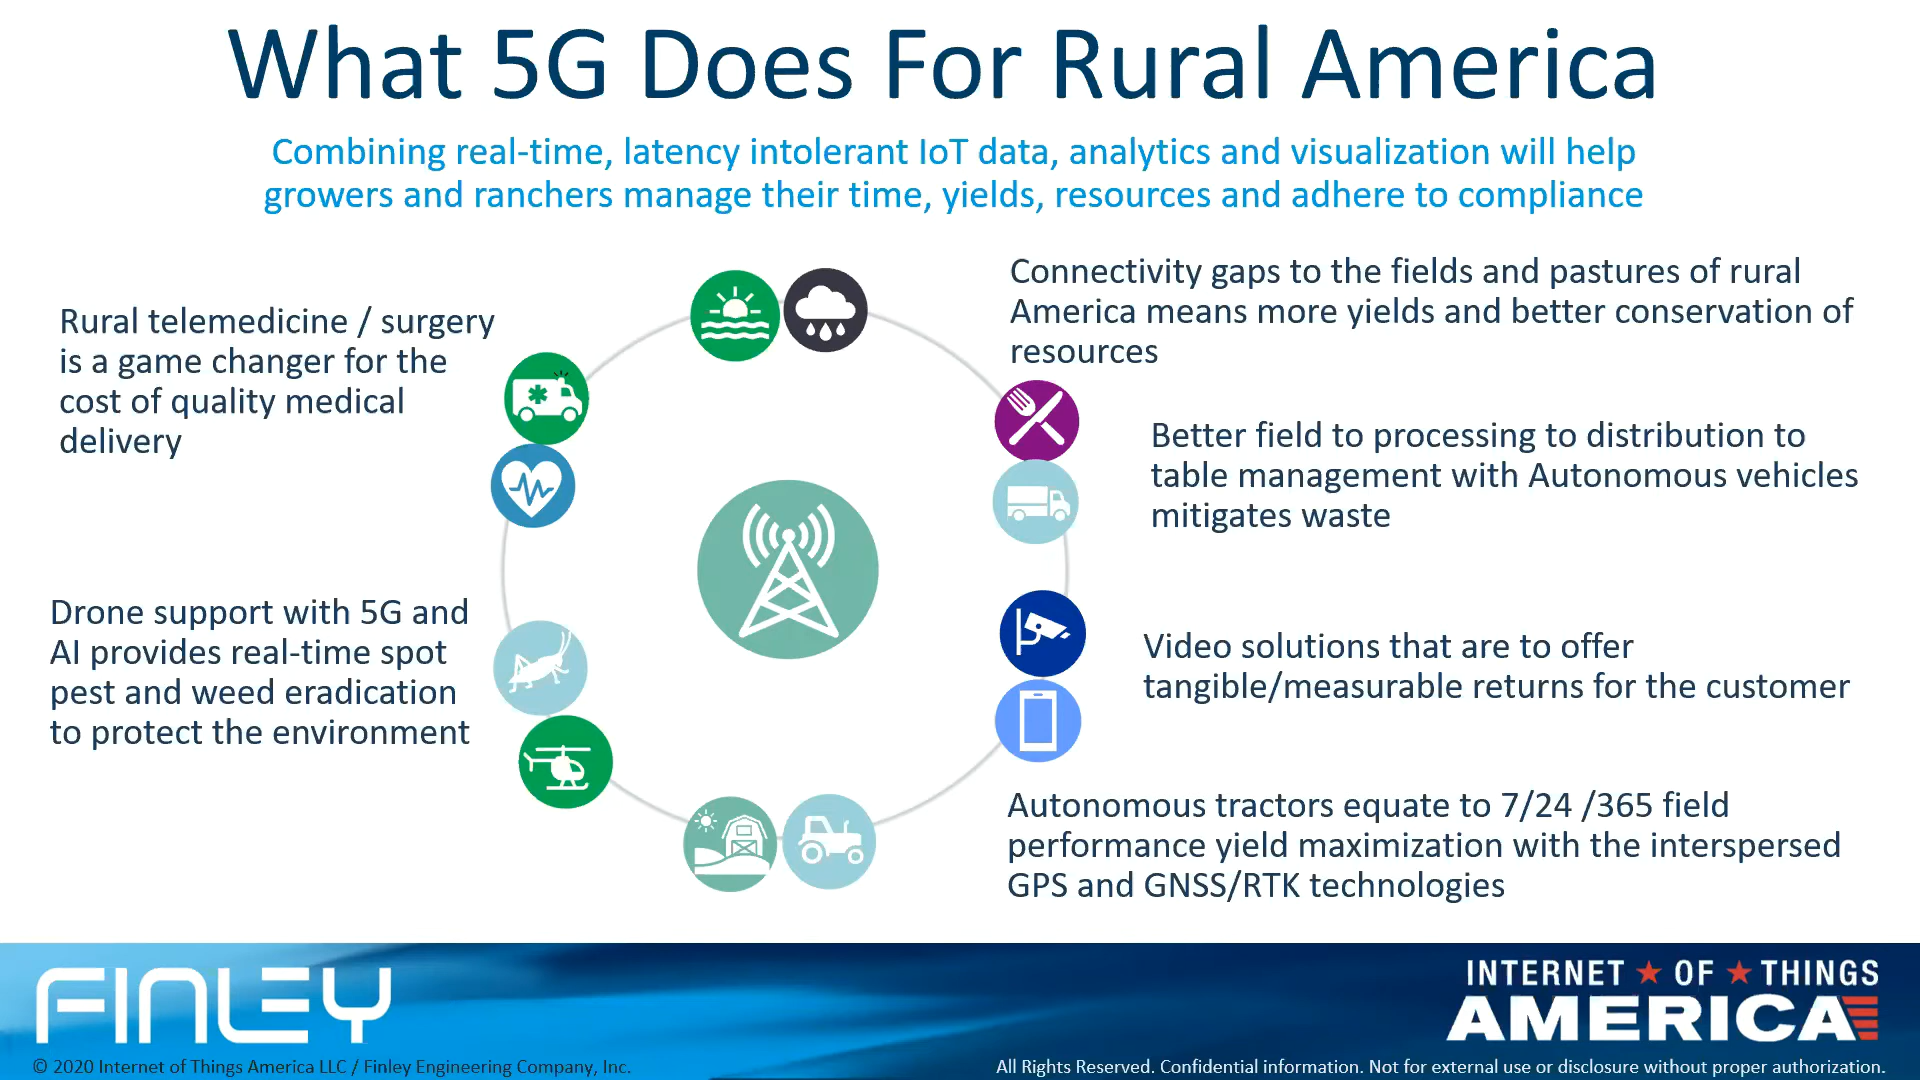 What 5G Does For Rural America
Combining real-time, latency intolerant IoT data, analytics and visualization will help
growers and ranchers manage their time, yields, resources and adhere to compliance
Rural telemedicine / surgery
is a game changer for the
cost of quality medical
delivery
Drone support with 5G and
AI provides real-time spot
pest and weed eradication
to protect the environment
Connectivity gaps to the fields and pastures of rural
America means more yields and better conservation of
resources
Better field to processing to distribution to
table management with Autonomous vehicles
mitigates waste
Video solutions that are to offer
tangible/measurable returns for the customer
Autonomous tractors equate to 7/24 /365 field
performance yield maximization with the interspersed
GPS and GNSS/RTK technologies
FINLEY
INTERNET ★ OF ★ THINGS
AMERICA
© 2020 Internet of Things America LLC / Finley Engineering Company, Inc.
All Rights Reserved. Confidential information. Not for external use or disclosure without proper authorization.